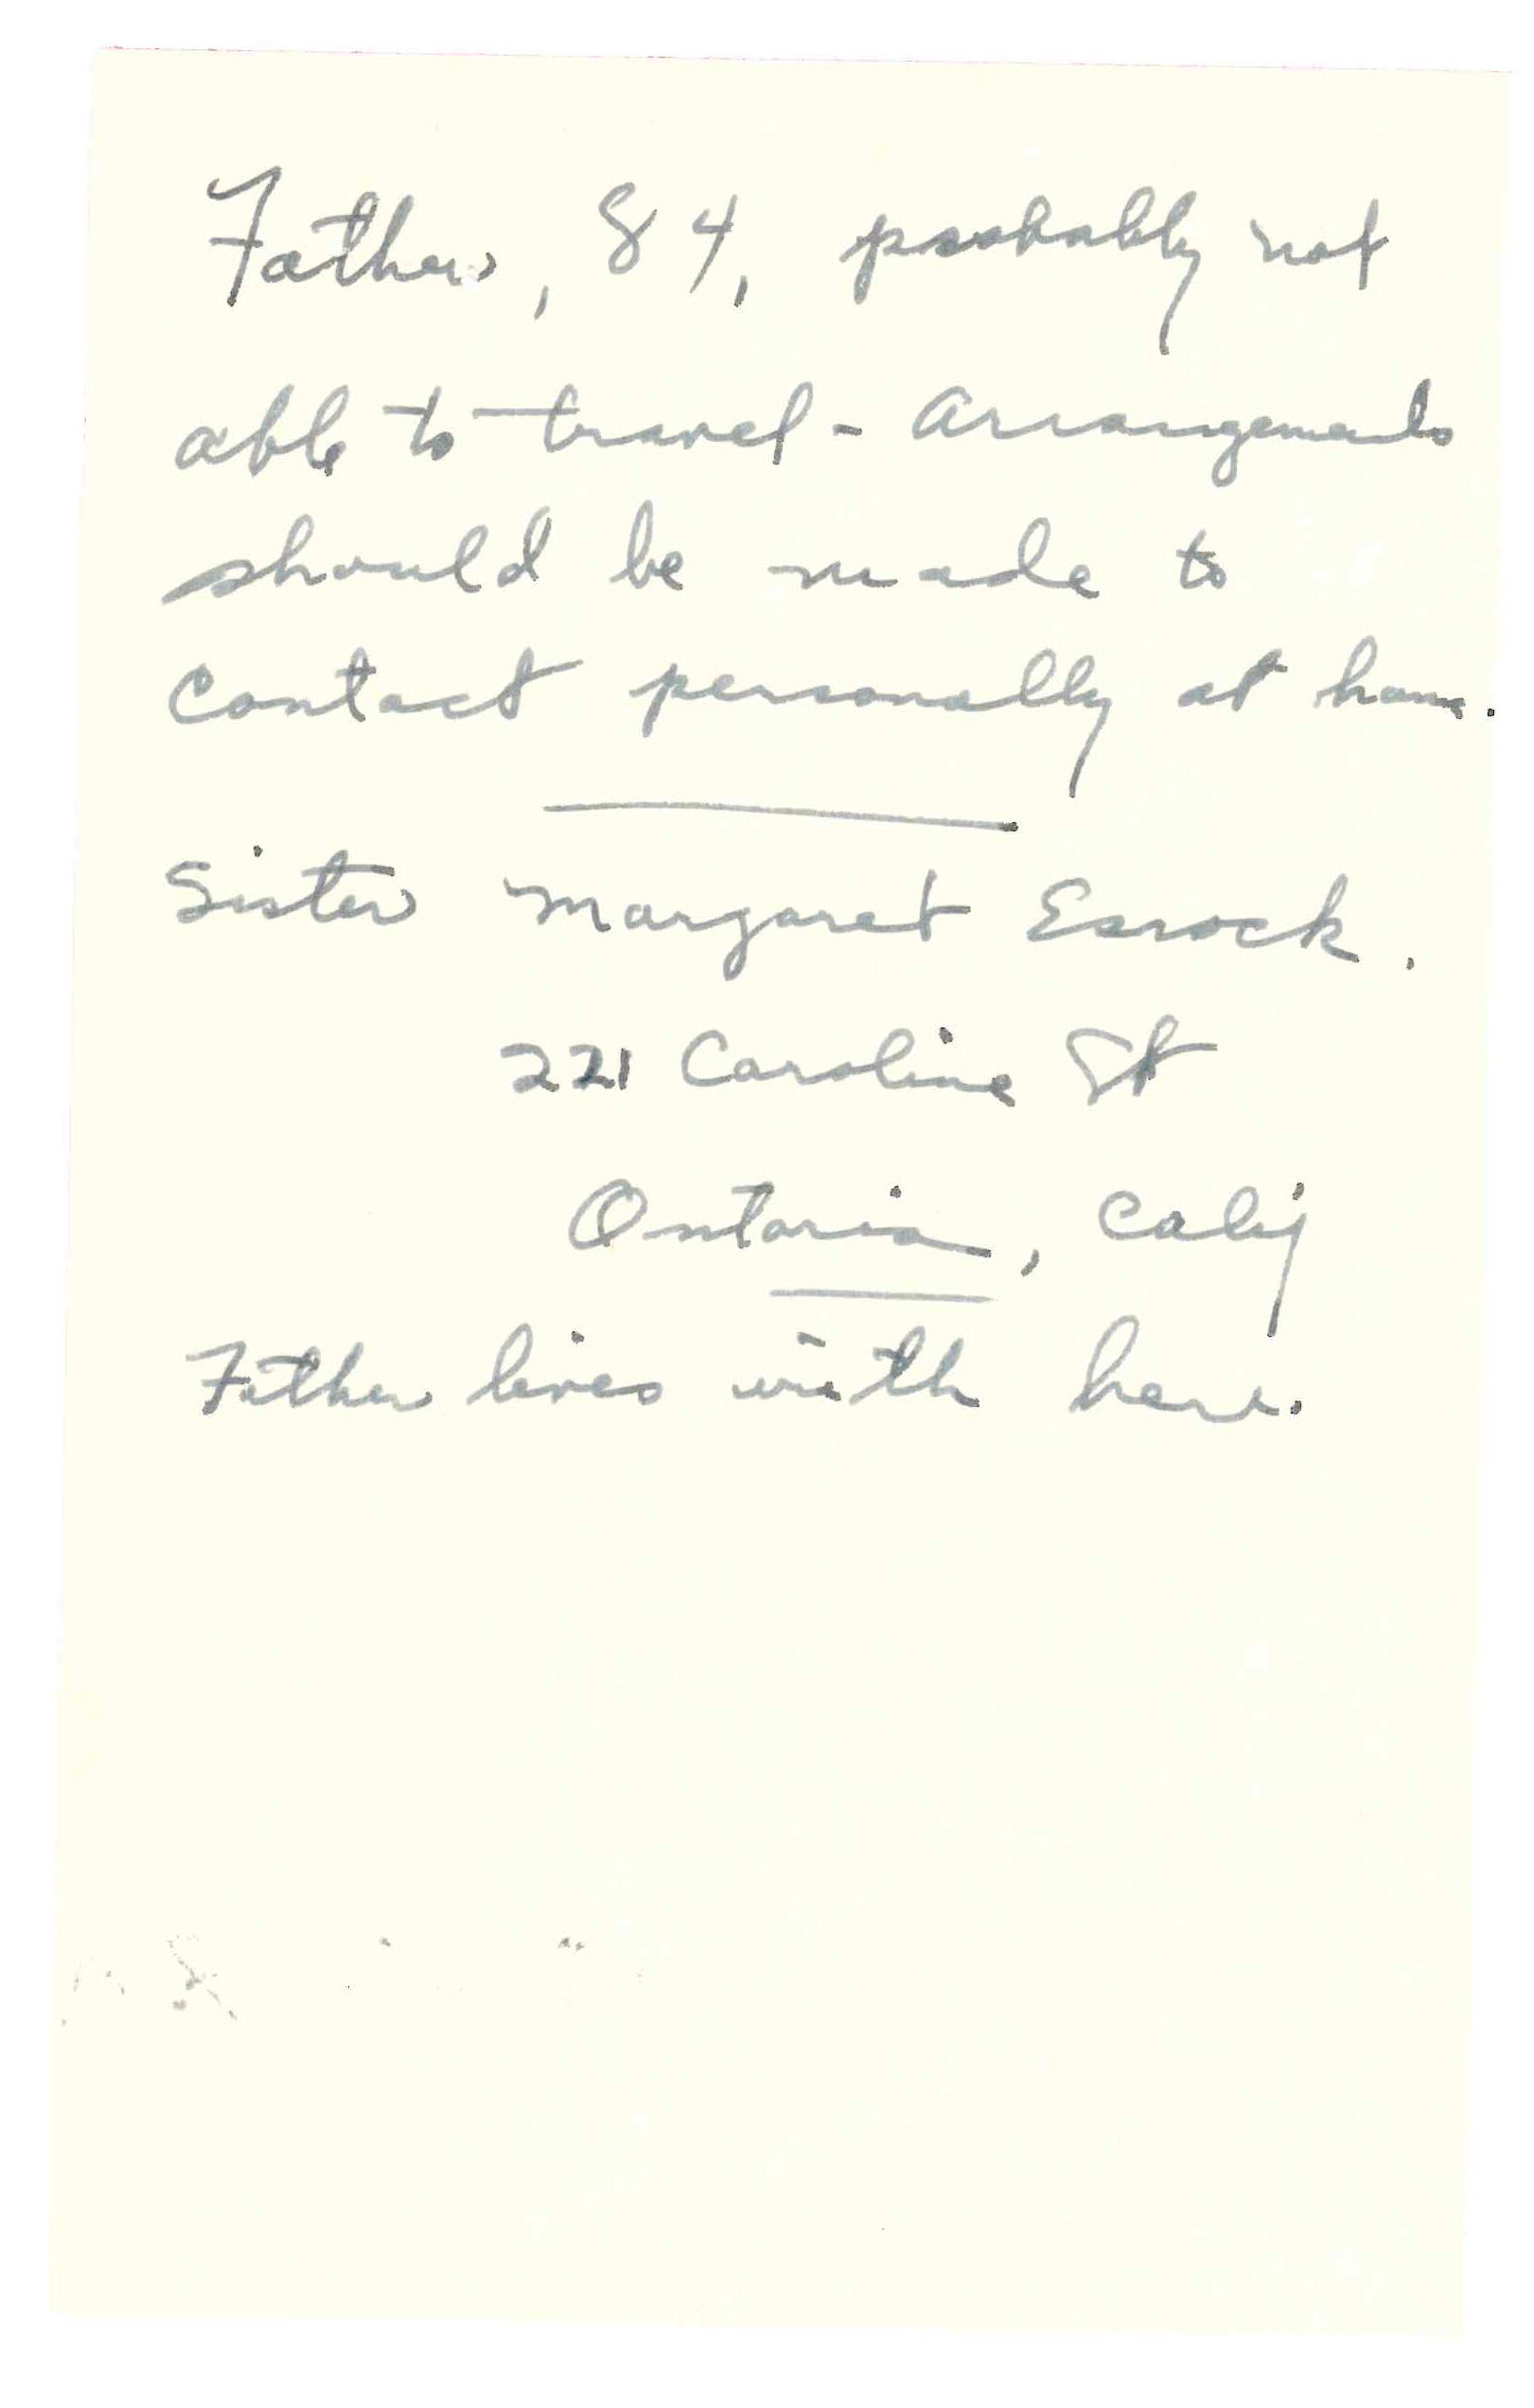 Father, 84, probably not
able to travel - Arrangements
should be made to
contact personally at home.
Sister Margaret Esrock.
221 Caroline St
Ontario, Calif
Father lives with here.